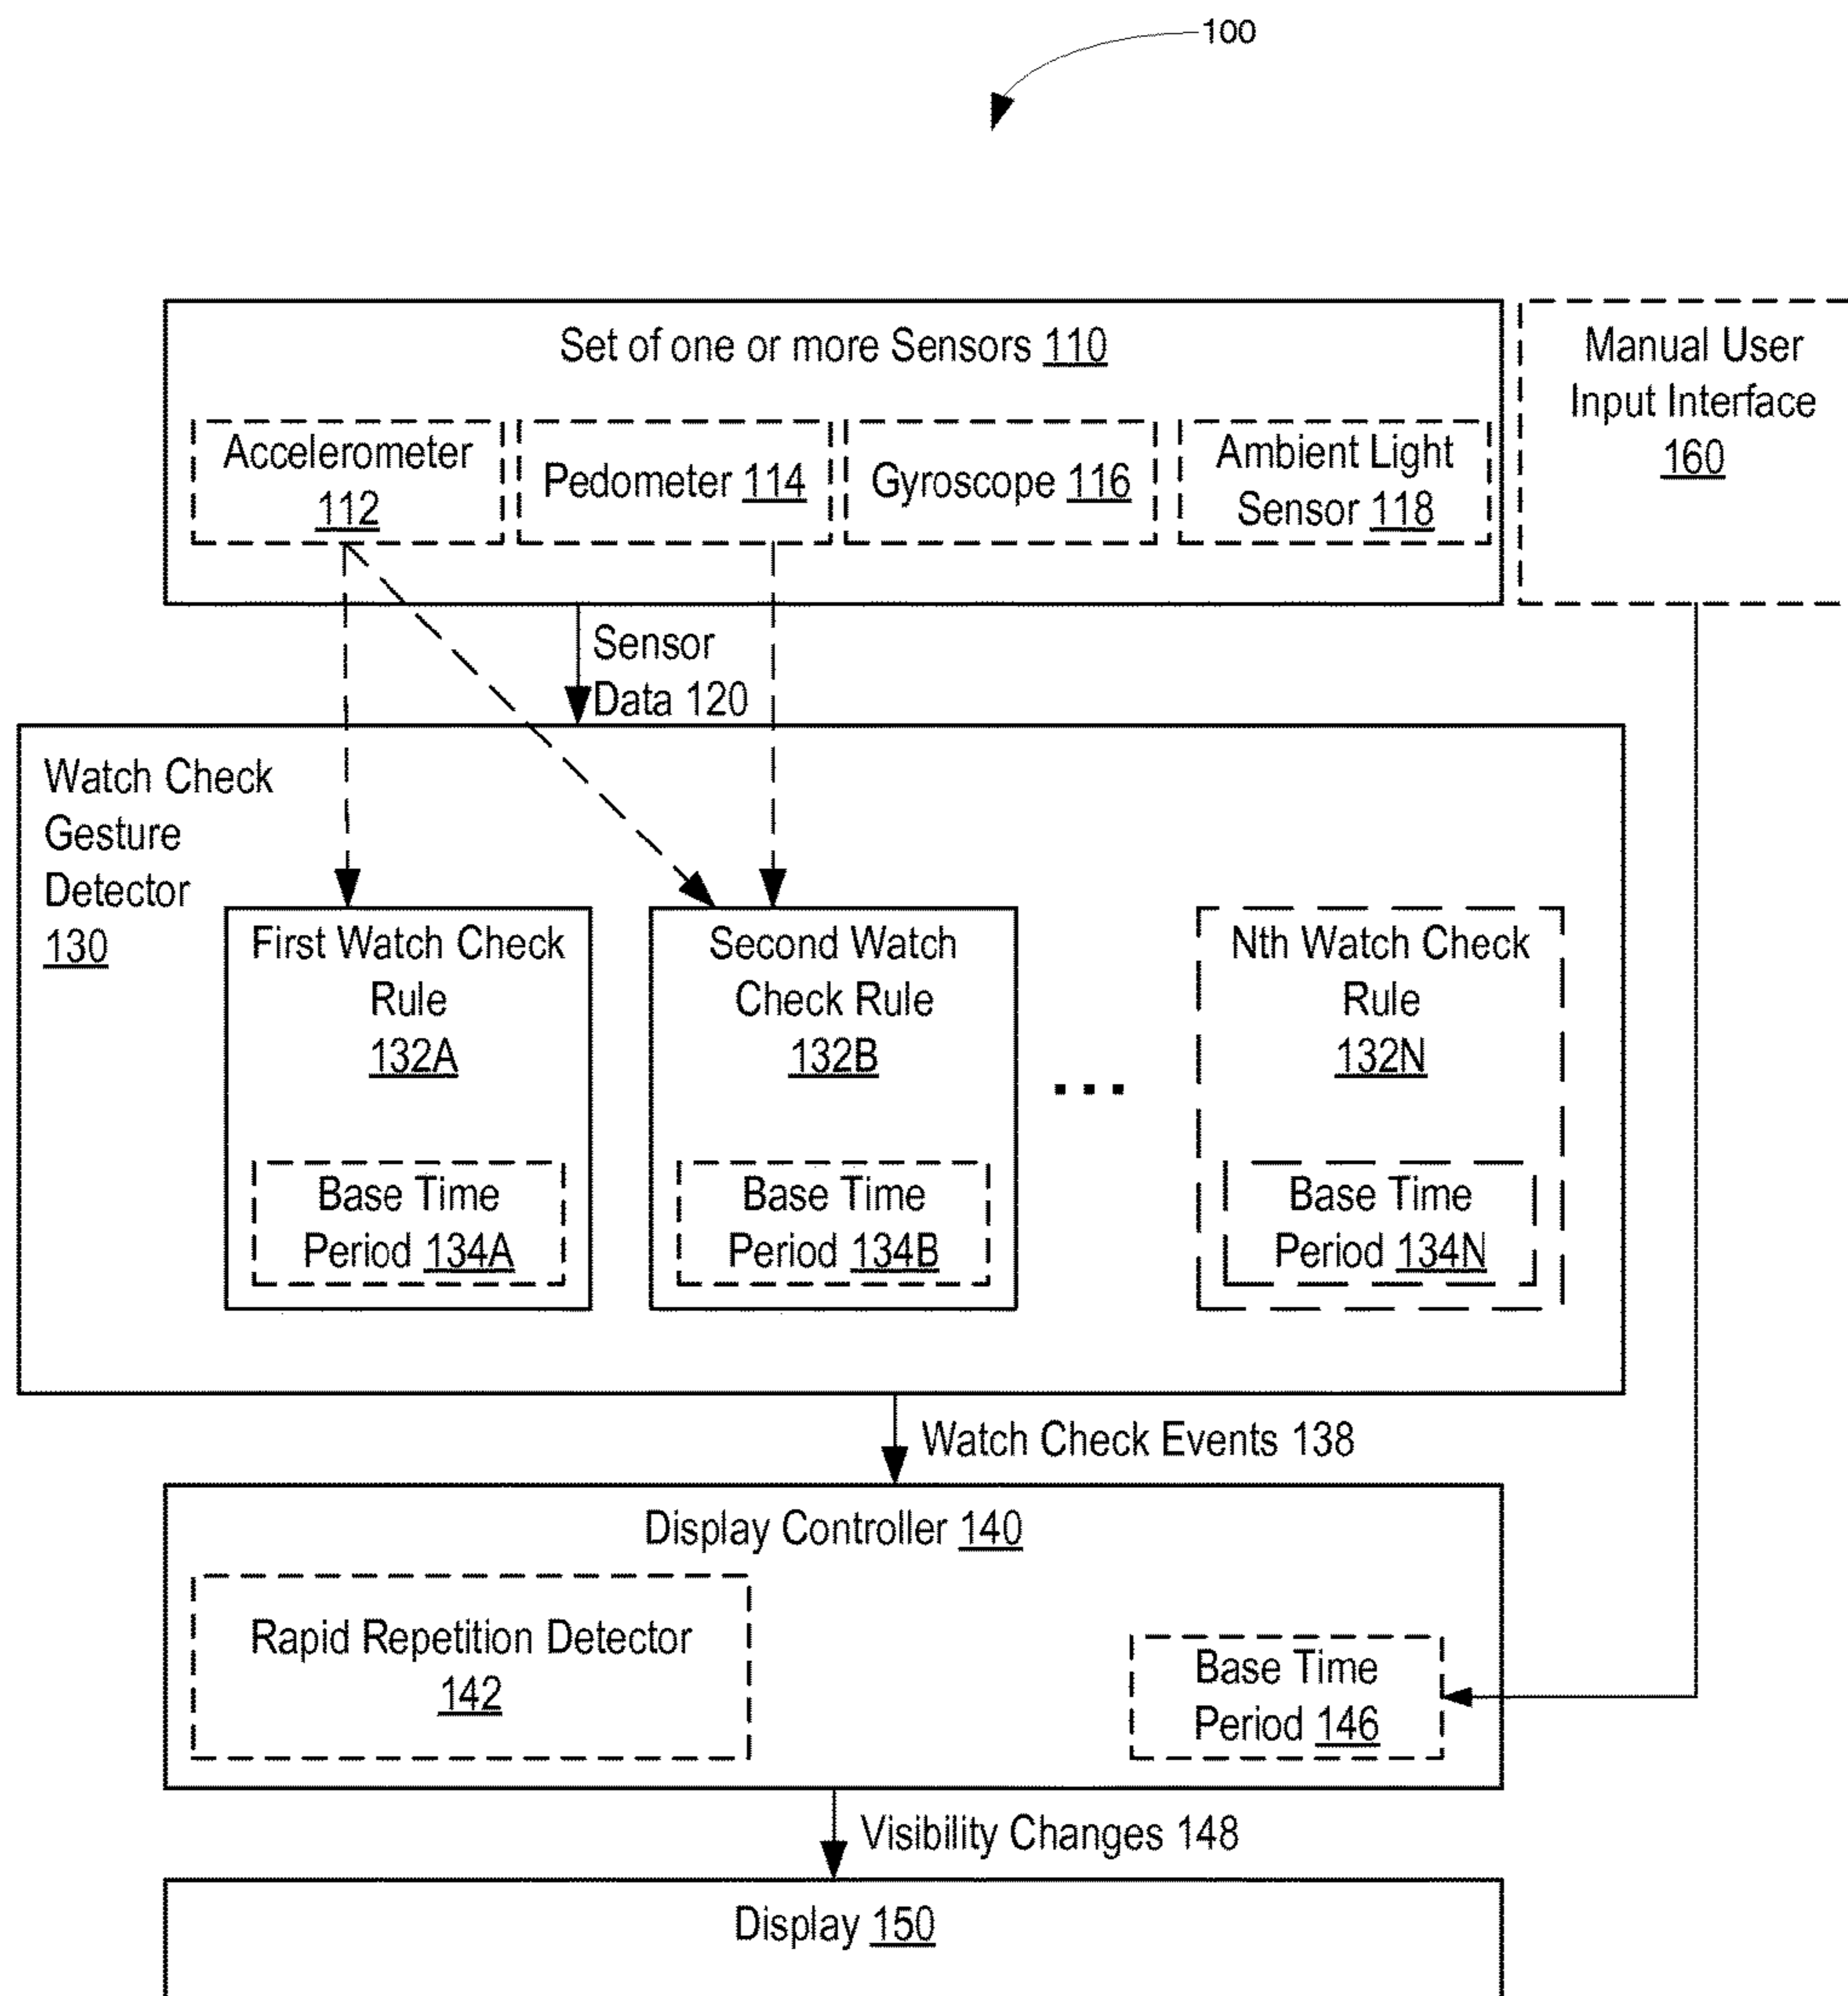 100
Set of one or more Sensors 110
Manual User
Input Interface
160
Accelerometer
112
Pedometer 114
Gyroscope 116
Ambient Light
Sensor 118
Sensor
Data 120
Watch Check
Gesture
Detector
130
First Watch Check
Rule
132A
Base Time
Period 134A
Second Watch
Check Rule
132B
Base Time
Period 134B
...
Nth Watch Check
Rule
132N
Base Time
Period 134N
Watch Check Events 138
Display Controller 140
Rapid Repetition Detector
142
Base Time
Period 146
Visibility Changes 148
Display 150